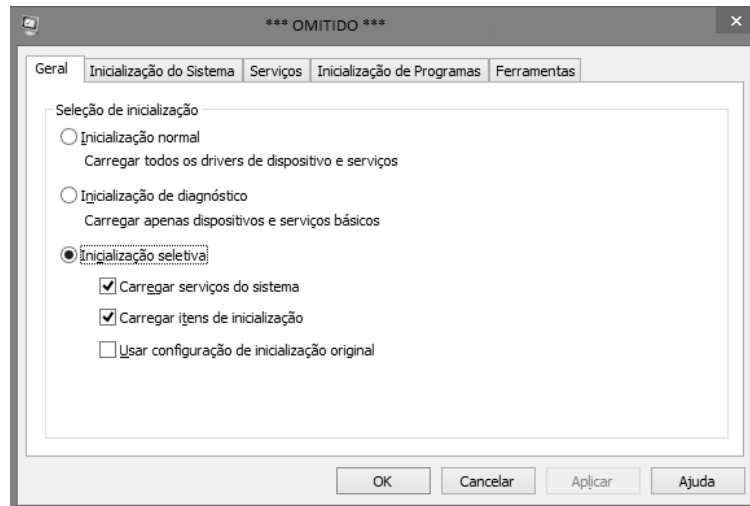 *** OMITIDO ***
Geral Inicialização do Sistema Serviços Inicialização de Programas Ferramentas
Seleção de inicialização
Inicialização normal
Carregar todos os drivers de dispositivo e serviços
Inicialização de diagnóstico
Carregar apenas dispositivos e serviços básicos
Inicialização seletiva
Carregar serviços do sistema
Carregar itens de inicialização
Usar configuração de inicialização original
OK Cancelar Aplicar Ajuda